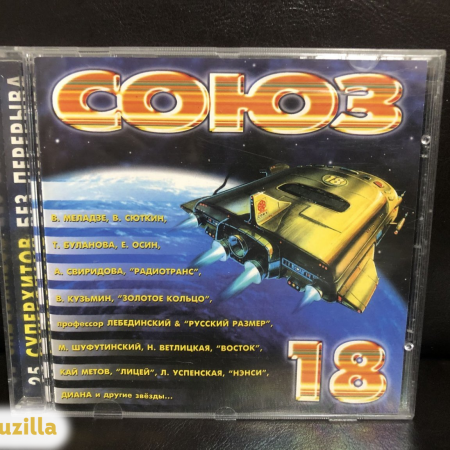 СОЮЗ
25 СУПЕРХИТОВ БЕЗ ПЕРЕРЫВА
В. МЕЛАДЗЕ, В. СЮТКИН,
Т. БУЛАНОВА, Е. ОСИН,
А. СВИРИДОВА, "РАДИОТРАНС",
В. КУЗЬМИН, "ЗОЛОТОЕ КОЛЬЦО",
профессор ЛЕБЕДИНСКИЙ & "РУССКИЙ РАЗМЕР",
М. ШУФУТИНСКИЙ, Н. ВЕТЛИЦКАЯ, "ВОСТОК",
КАЙ МЕТОВ, "ЛИЦЕЙ", Л. УСПЕНСКАЯ, "НЭНСИ",
ДИАНА и другие звёзды...
18
uzilla